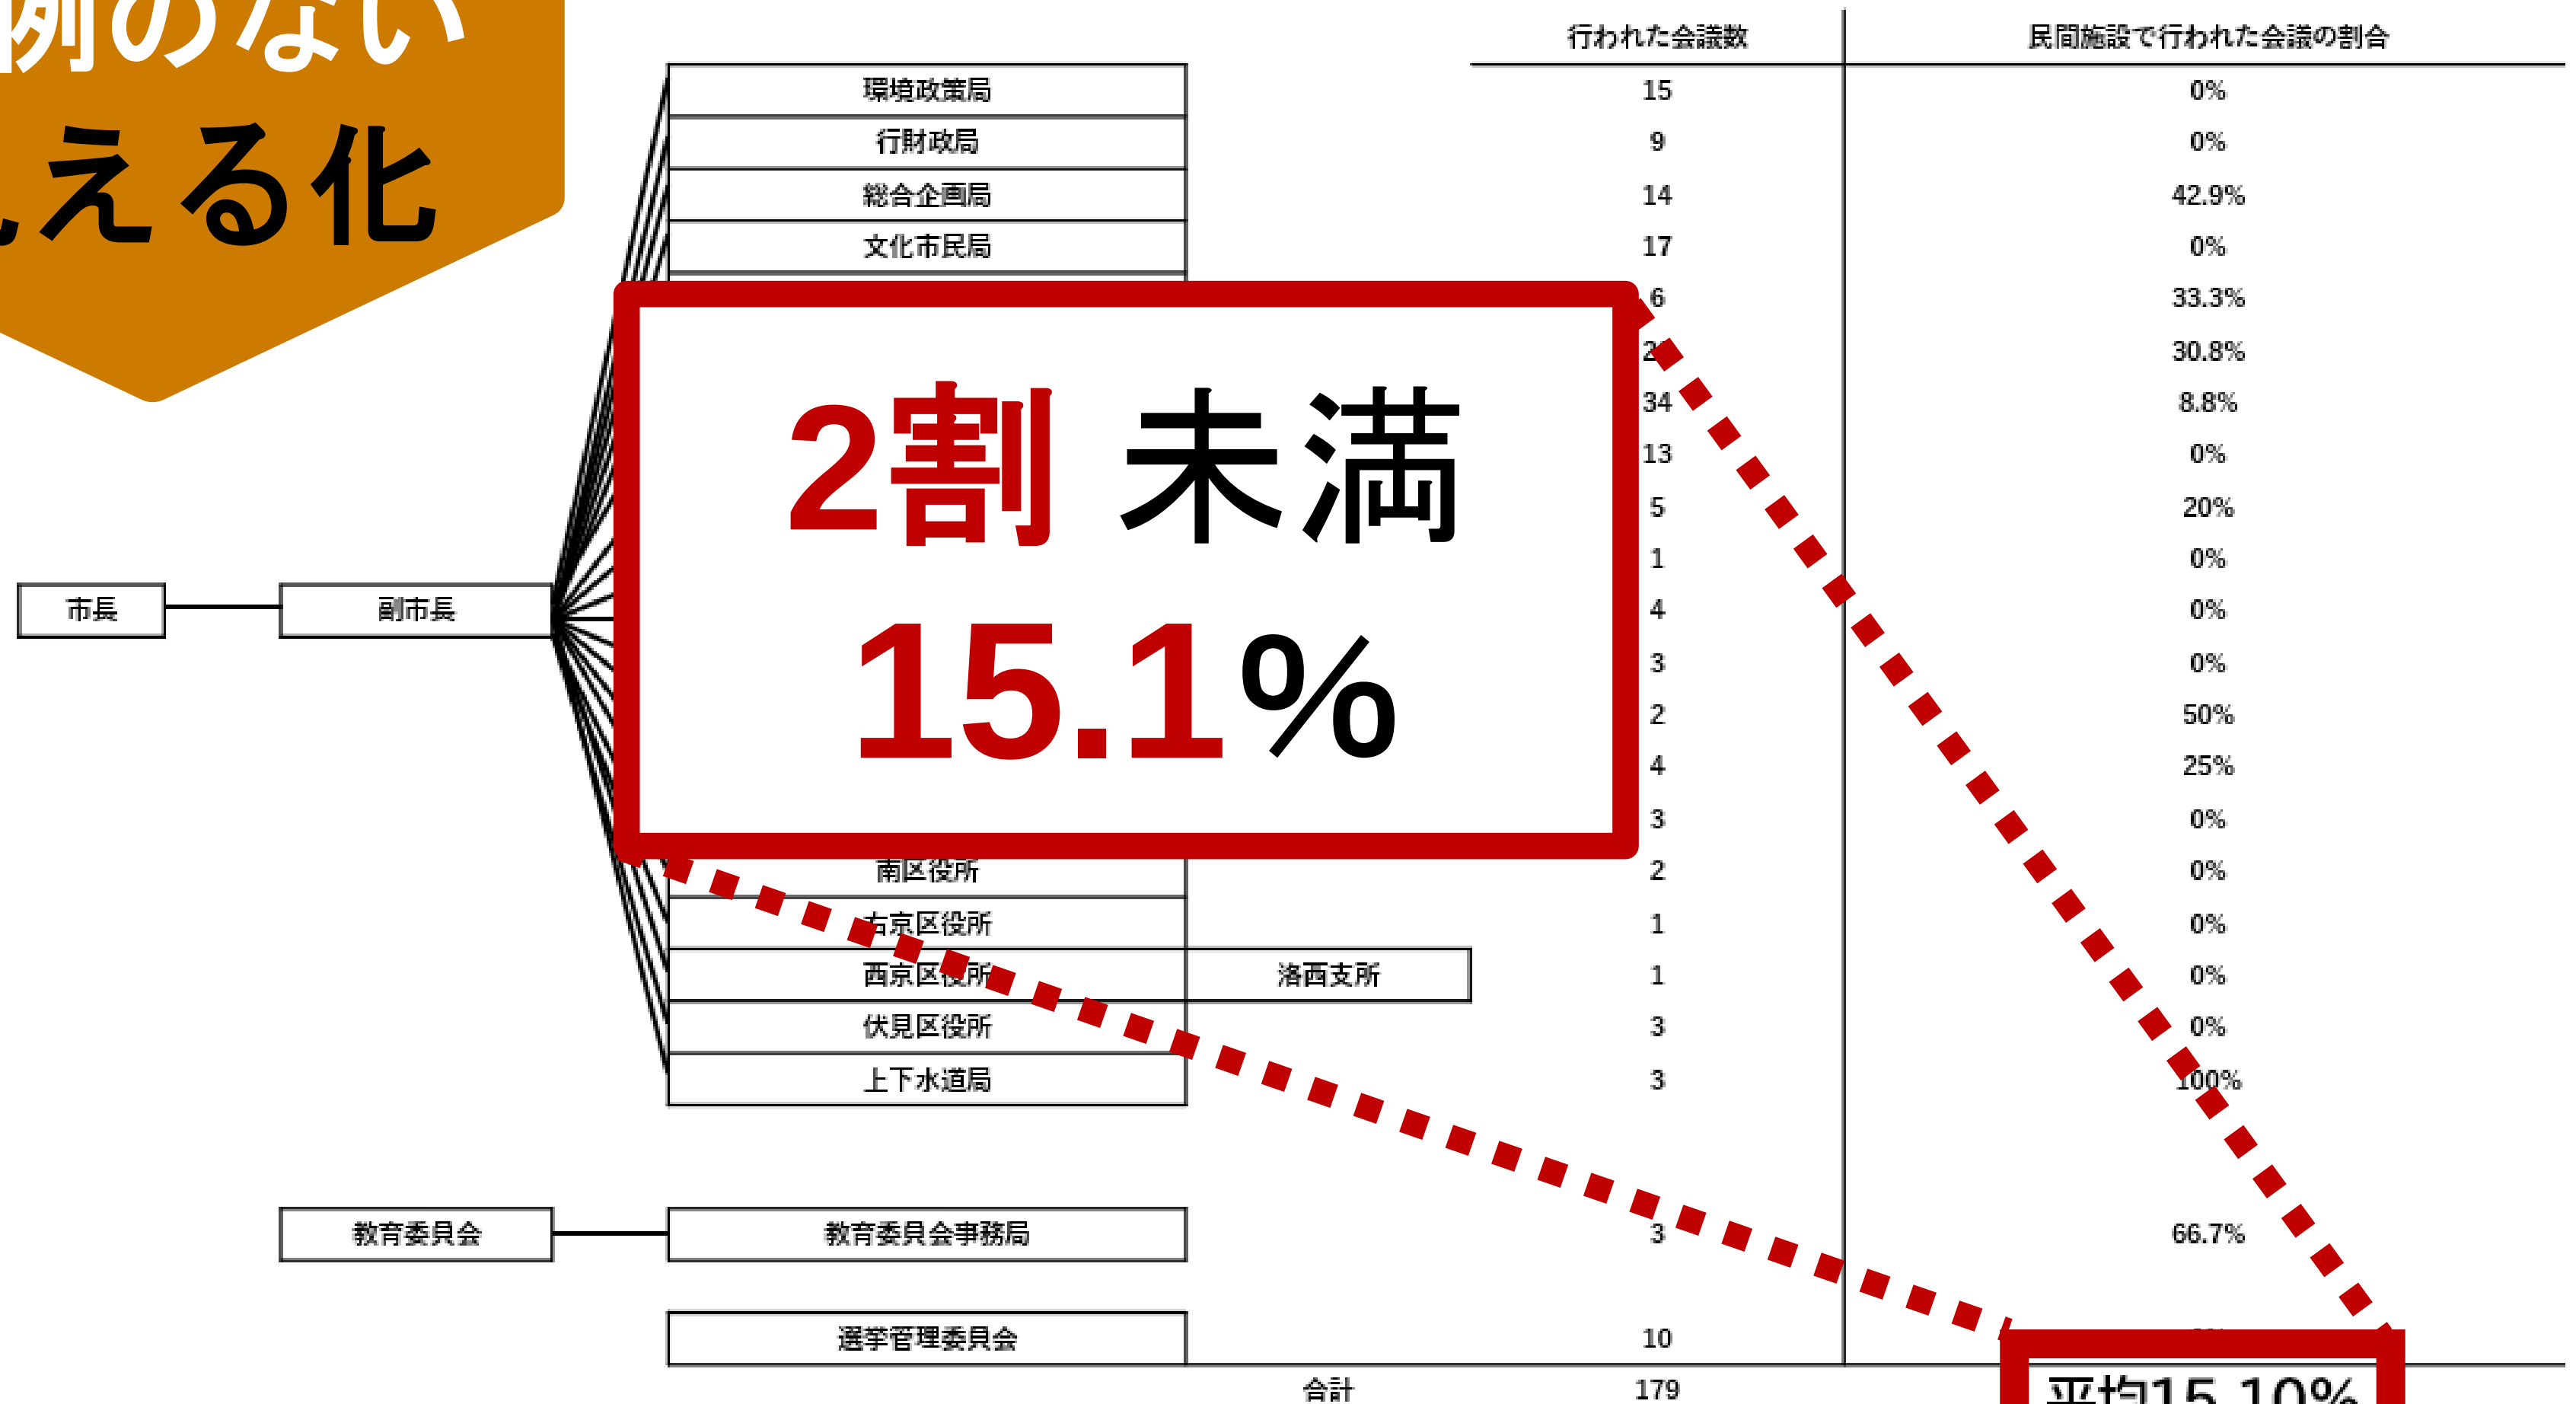 例のない
える化
行われた会議数 民間施設で行われた会議の割合
環境政策局 15 0%
行財政局 9 0%
総合企画局 14 42.9%
文化市民局 17 0%
6 33.3%
30.8%
34 8.8%
13 0%
5 20%
1 0%
4 0%
3 0%
2 50%
4 25%
3 0%
2割 未満
15.1%
市長 副市長
南区役所 2 0%
右京区役所 1 0%
西京区役所 洛西支所 1 0%
伏見区役所 3 0%
上下水道局 3 100%
教育委員会 教育委員会事務局 3 66.7%
選挙管理委員会 10
合計 179 平均15.10%